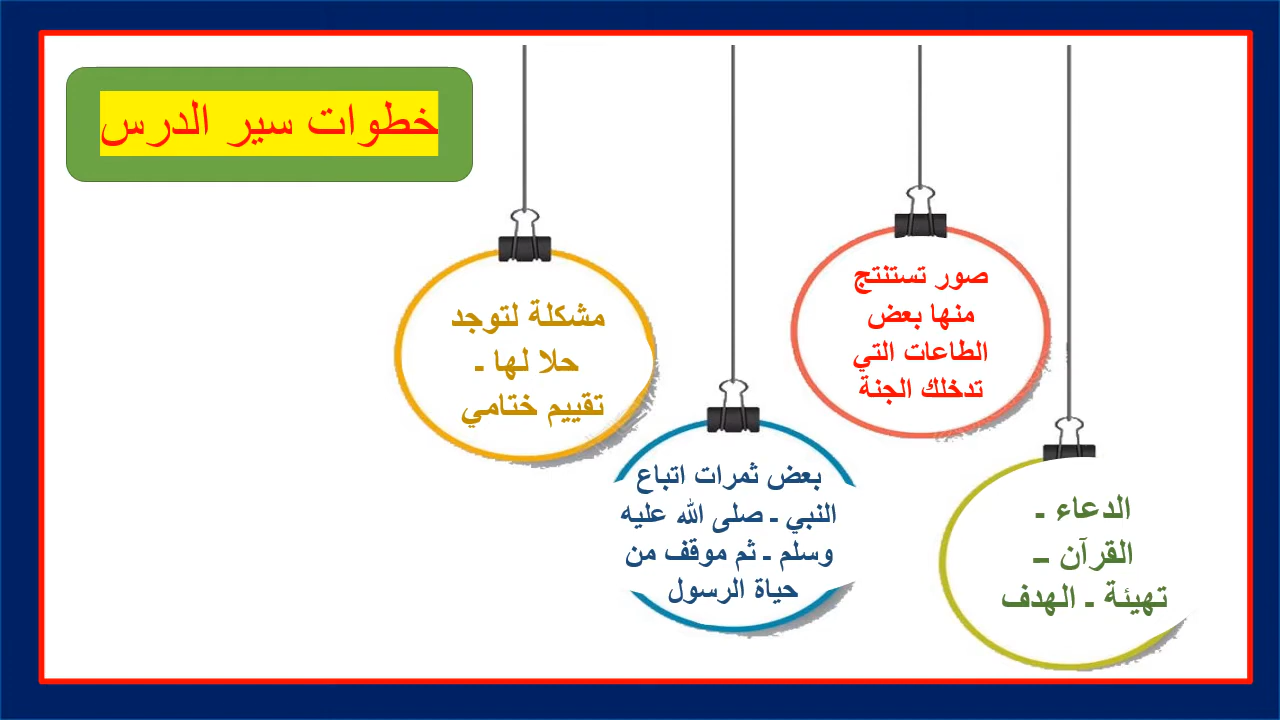 خطوات سير الدرس
الدعاء ـ
القرآن ــ
تهيئة ـ الهدف
صور تستنتج
منها بعض
الطاعات التي
تدخلك الجنة
بعض ثمرات اتباع
النبي ـ صلى الله عليه
وسلم ـ ثم موقف من
حياة الرسول
مشكلة لتوجد
حلا لها ـ
تقييم ختامي